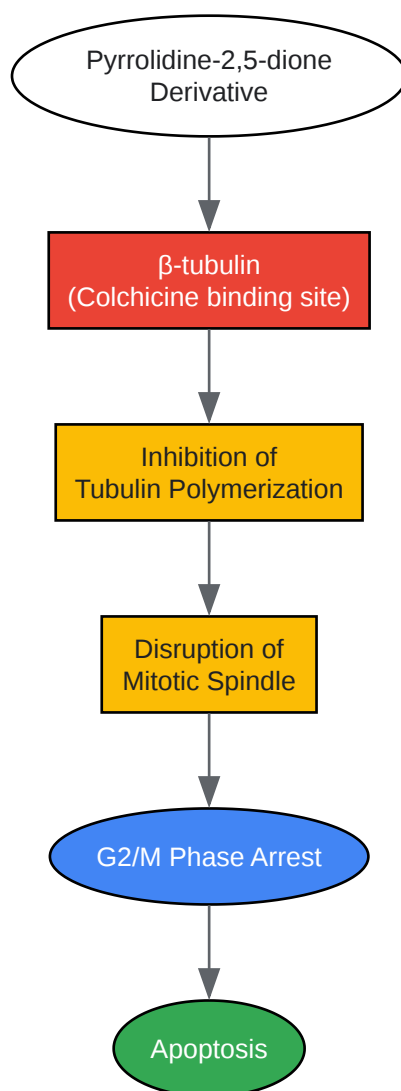 Pyrrolidine-2,5-dione
Derivative
β-tubulin
(Colchicine binding site)
Inhibition of
Tubulin Polymerization
Disruption of
Mitotic Spindle
G2/M Phase Arrest
Apoptosis